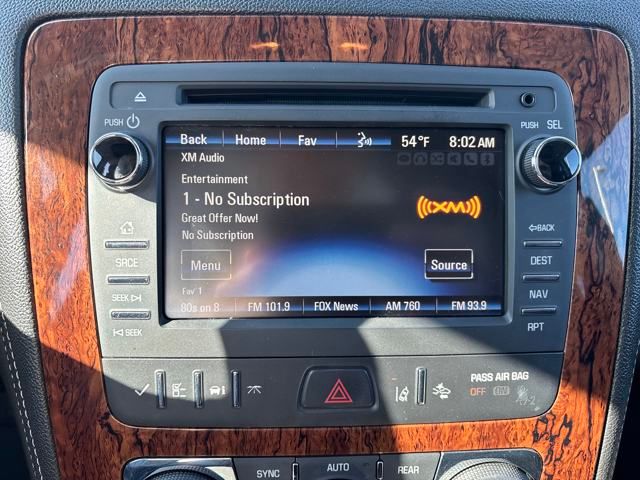 PUSH
PUSH SEL
Back Home Fav 54°F 8:02 AM
XM Audio
Entertainment
1 - No Subscription
Great Offer Now!
No Subscription
XM
Menu Source
Fav 1
80s on 8 FM 101.9 FOX News AM 760 FM 93.9
SRCE
SEEK
SEEK
BACK
DEST
NAV
RPT
PASS AIR BAG
OFF
SYNC AUTO REAR